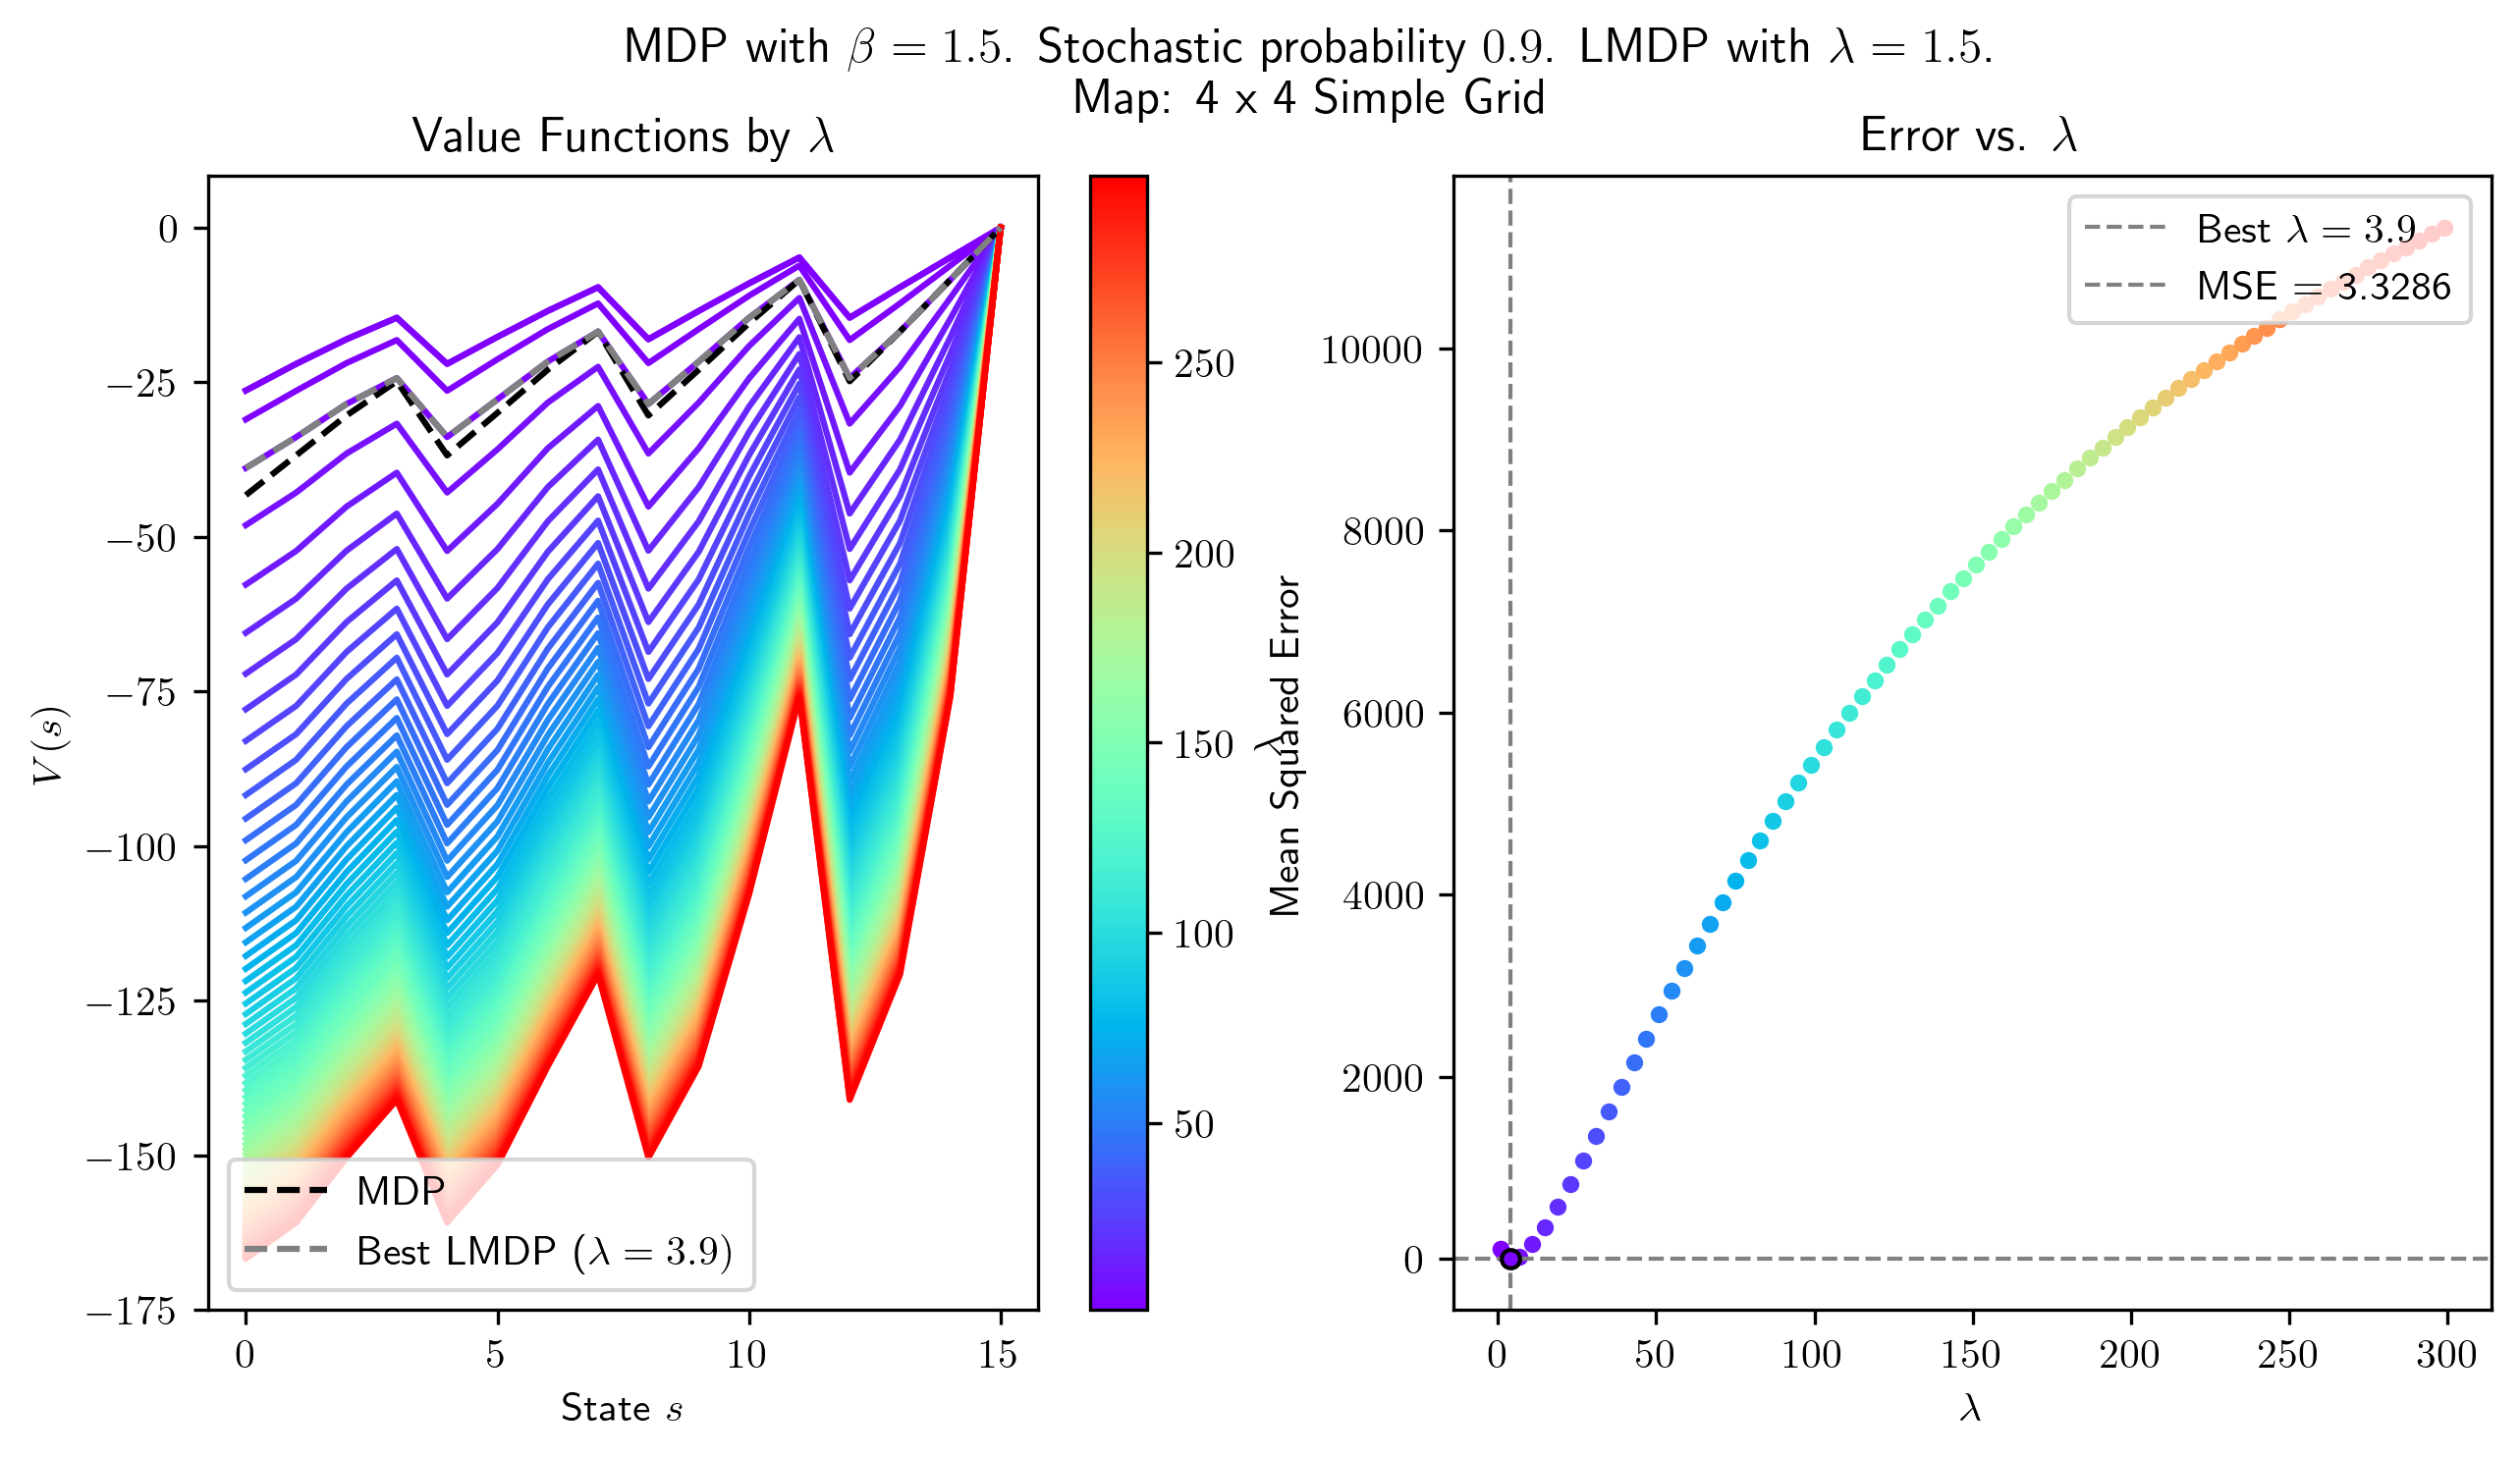 MDP with β = 1.5. Stochastic probability 0.9. LMDP with λ = 1.5.
Map: 4 x 4 Simple Grid
Value Functions by λ
0
−25
−50
−75
−100
−125
−150
−175
V(s)
0 5 10 15
State s
MDP
Best LMDP (λ = 3.9)
250
200
150
100
50
λ
Error vs. λ
Mean Squared Error
10000
8000
6000
4000
2000
0
0 50 100 150 200 250 300
λ
Best λ = 3.9
MSE = 3.3286